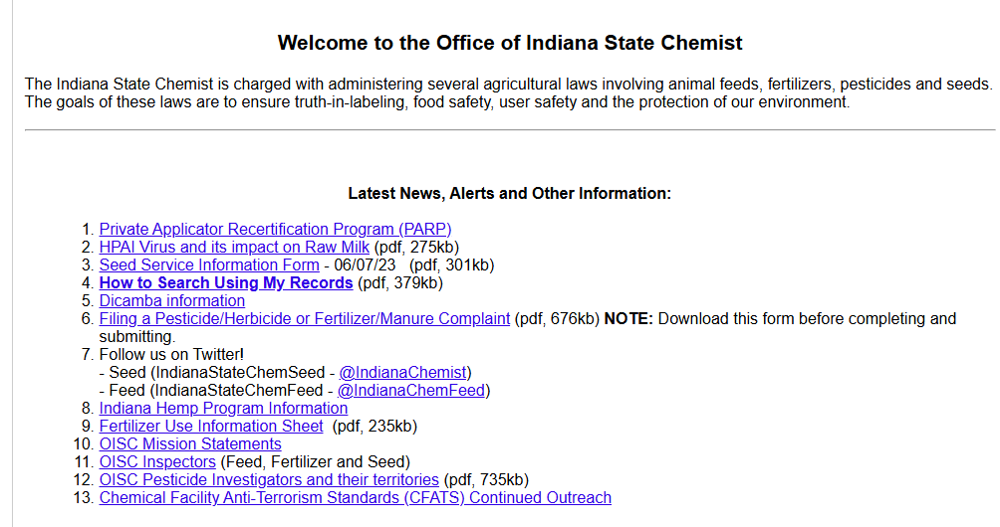 Welcome to the Office of Indiana State Chemist
The Indiana State Chemist is charged with administering several agricultural laws involving animal feeds, fertilizers, pesticides and seeds.
The goals of these laws are to ensure truth-in-labeling, food safety, user safety and the protection of our environment.
Latest News, Alerts and Other Information:
1. Private Applicator Recertification Program (PARP)
2. HPAI Virus and its impact on Raw Milk (pdf, 275kb)
3. Seed Service Information Form - 06/07/23 (pdf, 301kb)
4. How to Search Using My Records (pdf, 379kb)
5. Dicamba information
6. Filing a Pesticide/Herbicide or Fertilizer/Manure Complaint (pdf, 676kb) NOTE: Download this form before completing and
submitting.
7. Follow us on Twitter!
- Seed (IndianaStateChemSeed - @IndianaChemist)
- Feed (IndianaStateChemFeed - @IndianaChemFeed)
8. Indiana Hemp Program Information
9. Fertilizer Use Information Sheet (pdf, 235kb)
10. OISC Mission Statements
11. OISC Inspectors (Feed, Fertilizer and Seed)
12. OISC Pesticide Investigators and their territories (pdf, 735kb)
13. Chemical Facility Anti-Terrorism Standards (CFATS) Continued Outreach